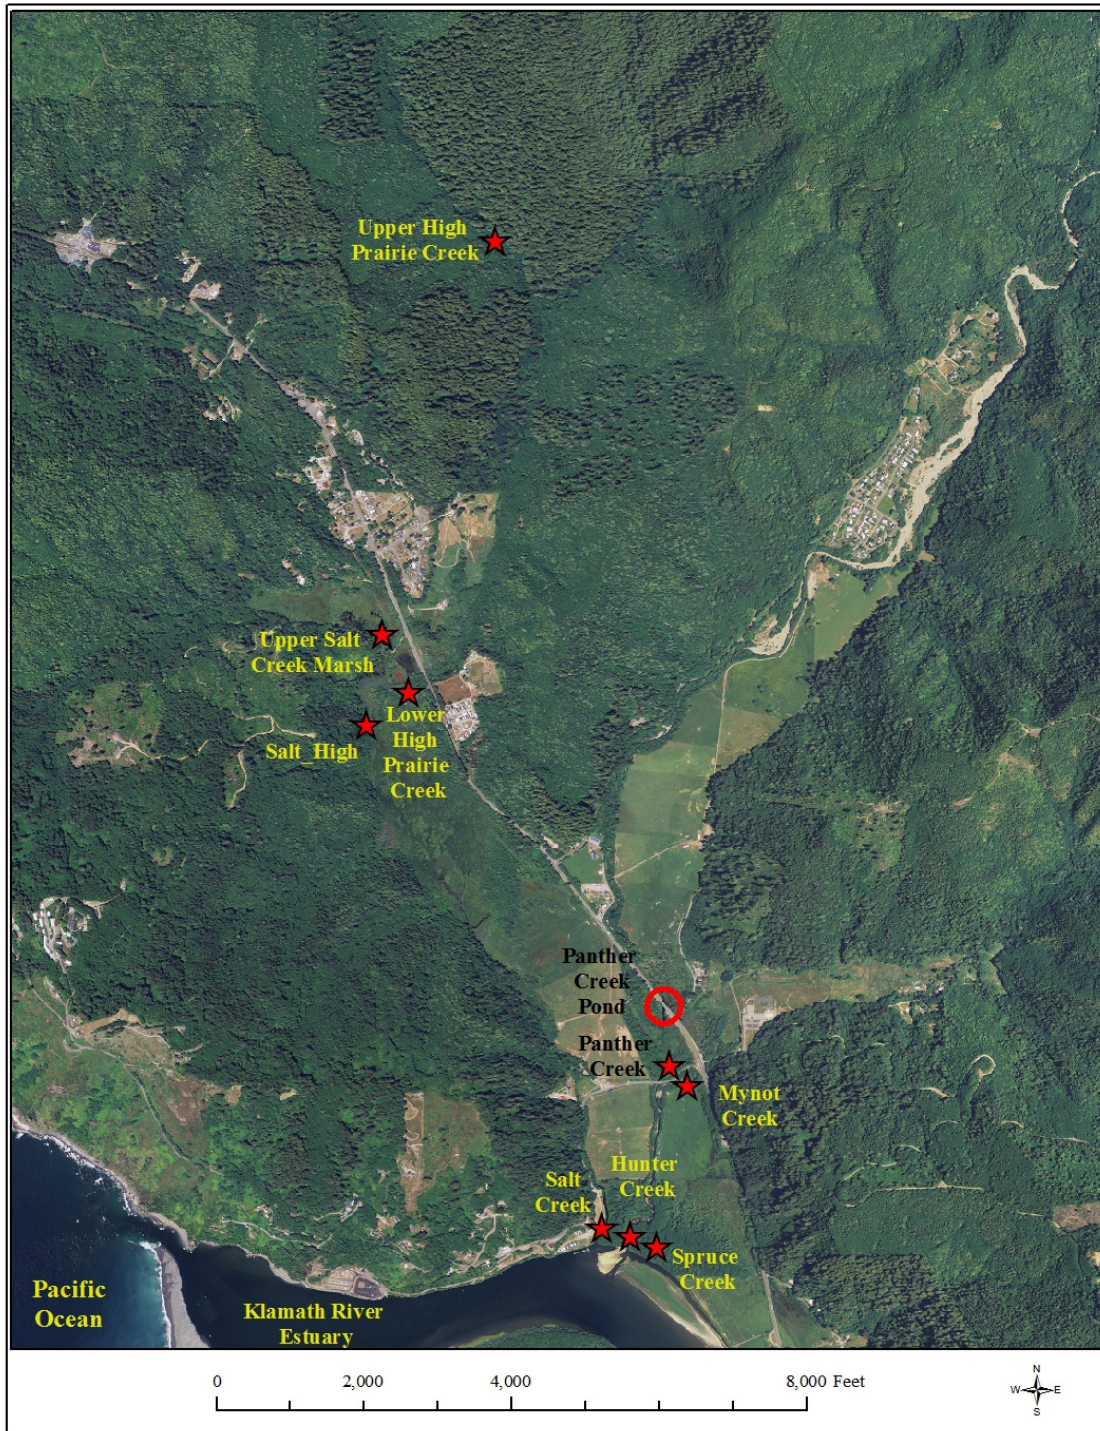 Upper High
Prairie Creek
Upper Salt
Creek Marsh
Lower
High
Prairie
Creek
Salt_High
Panther
Creek
Pond
Panther
Creek
Mynot
Creek
Hunter
Creek
Salt
Creek
Spruce
Creek
Pacific
Ocean
Klamath River
Estuary
0 2,000 4,000 8,000 Feet
N
W E
S